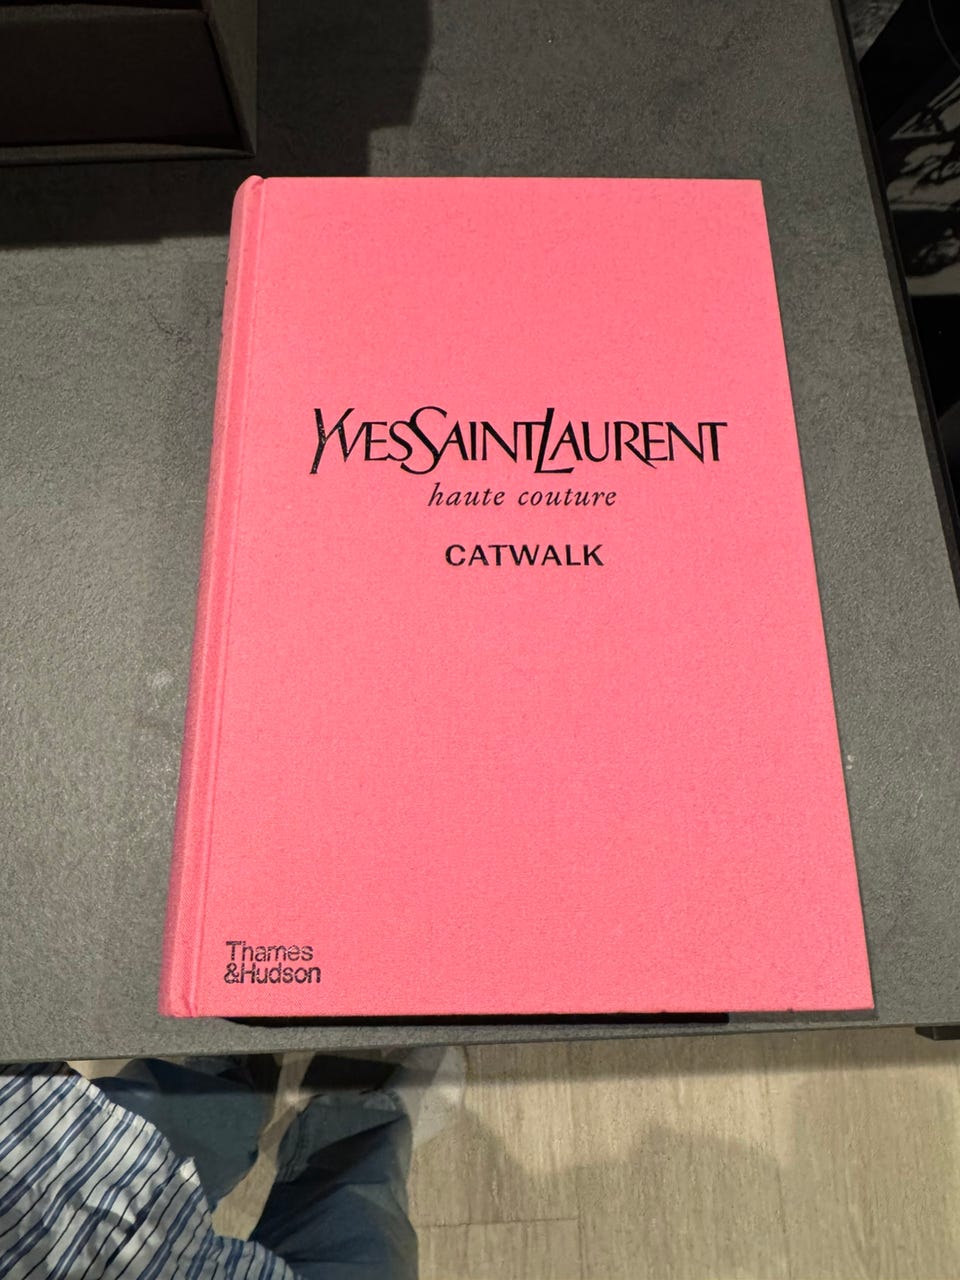 YVESSAINTLAURENT
haute couture
CATWALK
Thames
&Hudson